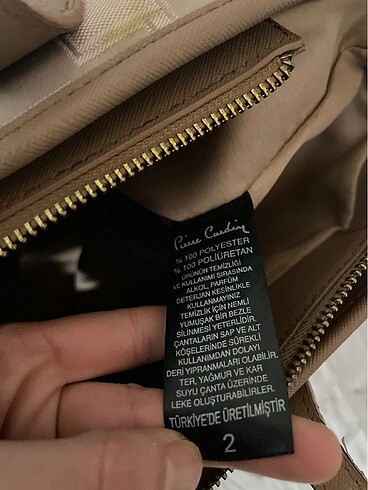 Pierre Cardin
% 100 POLYESTER
% 100 POLİÜRETAN
ÜRÜNÜN TEMİZLİĞİ
VE KULLANIMI SIRASINDA
ALKOL, PARFÜM
DETERJAN KESİNLİKLE
KULLANMAYINIZ
TEMİZLİK İÇİN NEMLİ
YUMUŞAK BİR BEZLE
SİLİNMESİ YETERLİDİR.
ÇANTALARIN SAP VE ALT
KÖŞELERİNDE SÜREKLİ
KULLANIMDAN DOLAYI
DERİ YIPRANMALARI OLABİLİR.
TER, YAĞMUR VE KAR
SUYU ÇANTA ÜZERİNDE
LEKE OLUŞTURABİLİRLER.
TÜRKİYE'DE ÜRETİLMİŞTİR
2